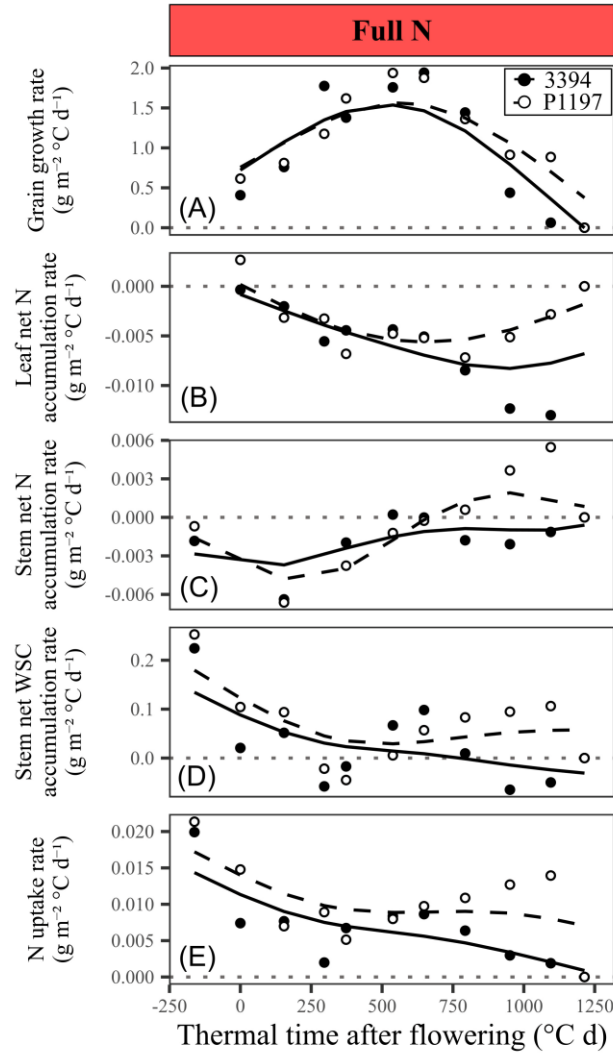 Full N
Grain growth rate
(g m⁻² °C d⁻¹)
2.0
1.5
1.0
0.5
0.0
(A)
3394
P1197
Leaf net N
accumulation rate
(g m⁻² °C d⁻¹)
0.000
-0.005
-0.010
(B)
Stem net N
accumulation rate
(g m⁻² °C d⁻¹)
0.006
0.003
0.000
-0.003
-0.006
(C)
Stem net WSC
accumulation rate
(g m⁻² °C d⁻¹)
0.2
0.1
0.0
(D)
N uptake rate
(g m⁻² °C d⁻¹)
0.020
0.015
0.010
0.005
0.000
(E)
-250 0 250 500 750 1000 1250
Thermal time after flowering (°C d)